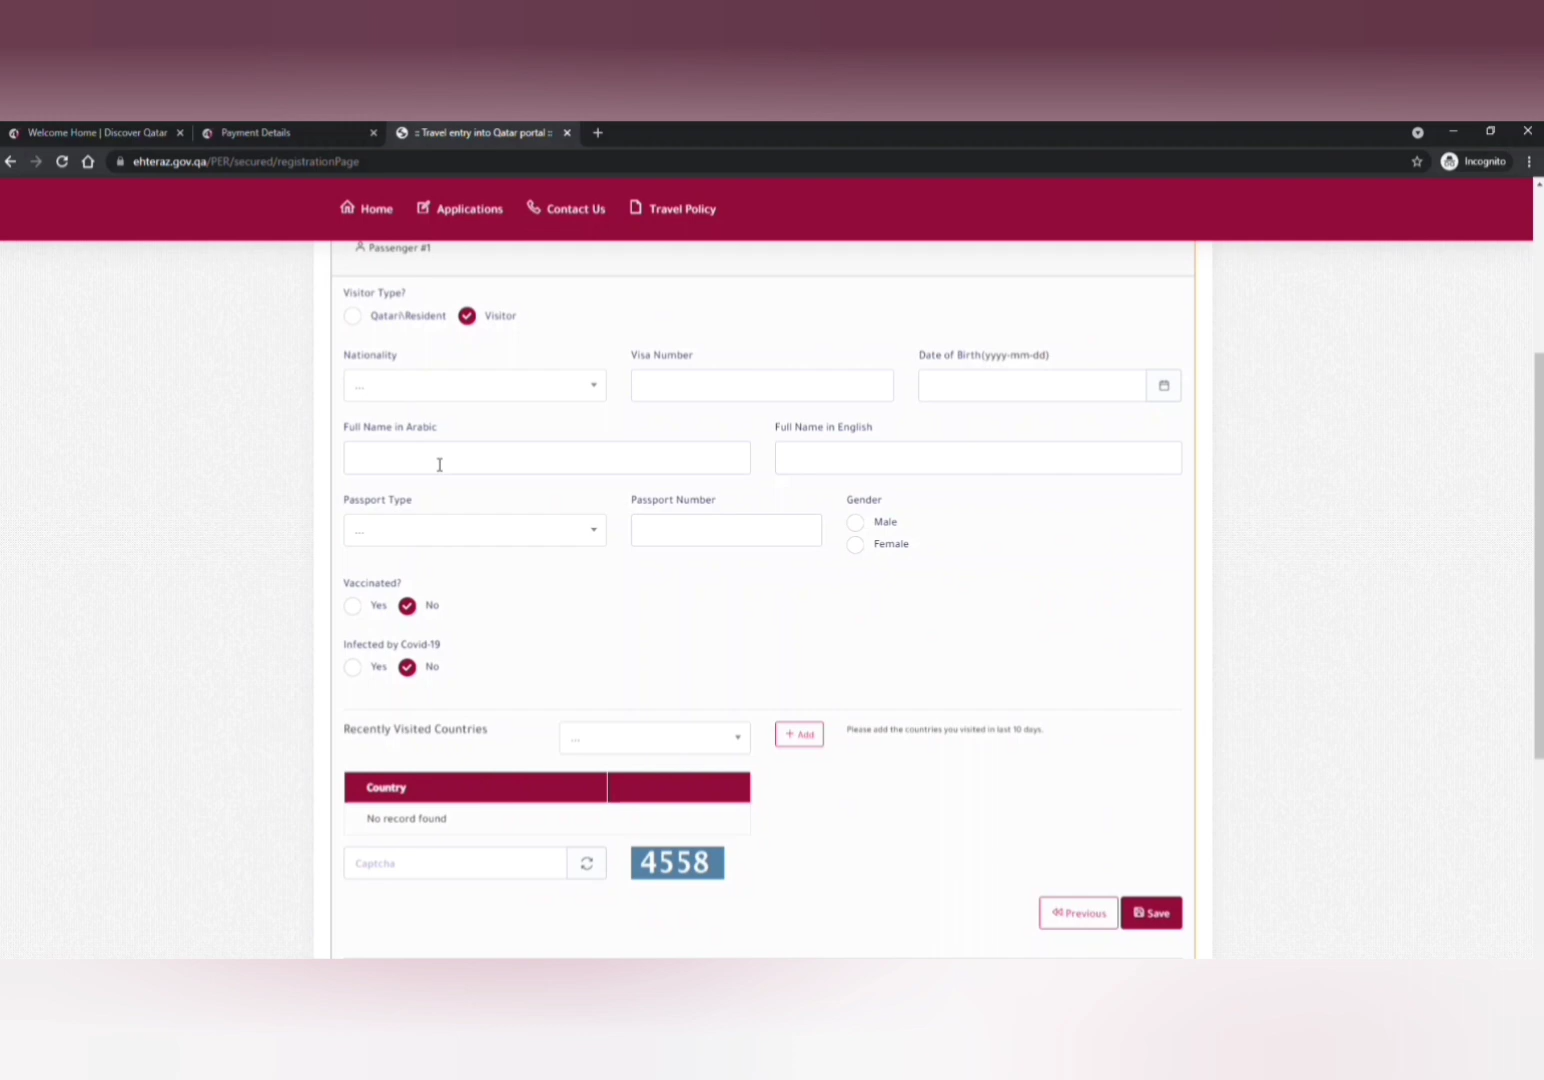 Welcome Home | Discover Qatar
Payment Details
:: Travel entry into Qatar portal ::
ehteraz.gov.qa/PER/secured/registrationPage
Incognito
Home
Applications
Contact Us
Travel Policy
Passenger #1
Visitor Type?
Qatari\Resident
Visitor
Nationality
Visa Number
Date of Birth(yyyy-mm-dd)
...
Full Name in Arabic
Full Name in English
Passport Type
Passport Number
Gender
...
Male
Female
Vaccinated?
Yes
No
Infected by Covid-19
Yes
No
Recently Visited Countries
...
+ Add
Please add the countries you visited in last 10 days.
Country
No record found
Captcha
4558
Previous
Save